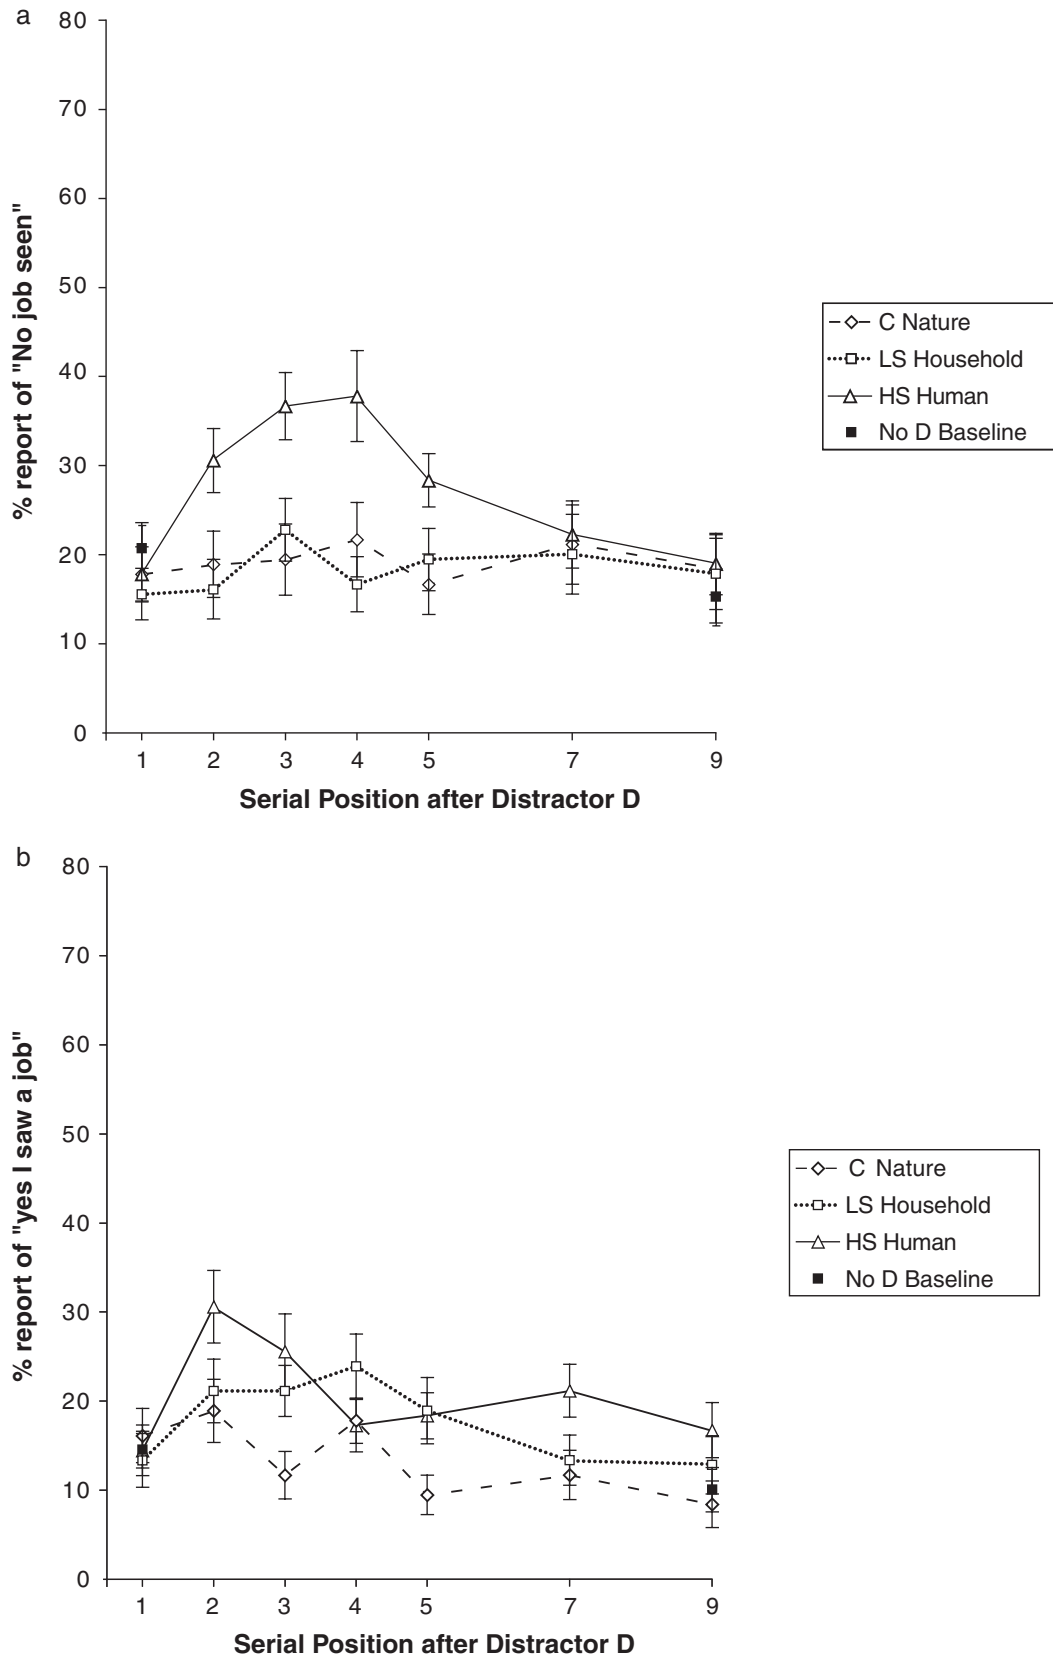 a
80
70
60
50
40
30
20
10
0
% report of "No job seen"
1 2 3 4 5 7 9
Serial Position after Distractor D
C Nature
LS Household
HS Human
No D Baseline
b
80
70
60
50
40
30
20
10
0
% report of "yes I saw a job"
1 2 3 4 5 7 9
Serial Position after Distractor D
C Nature
LS Household
HS Human
No D Baseline